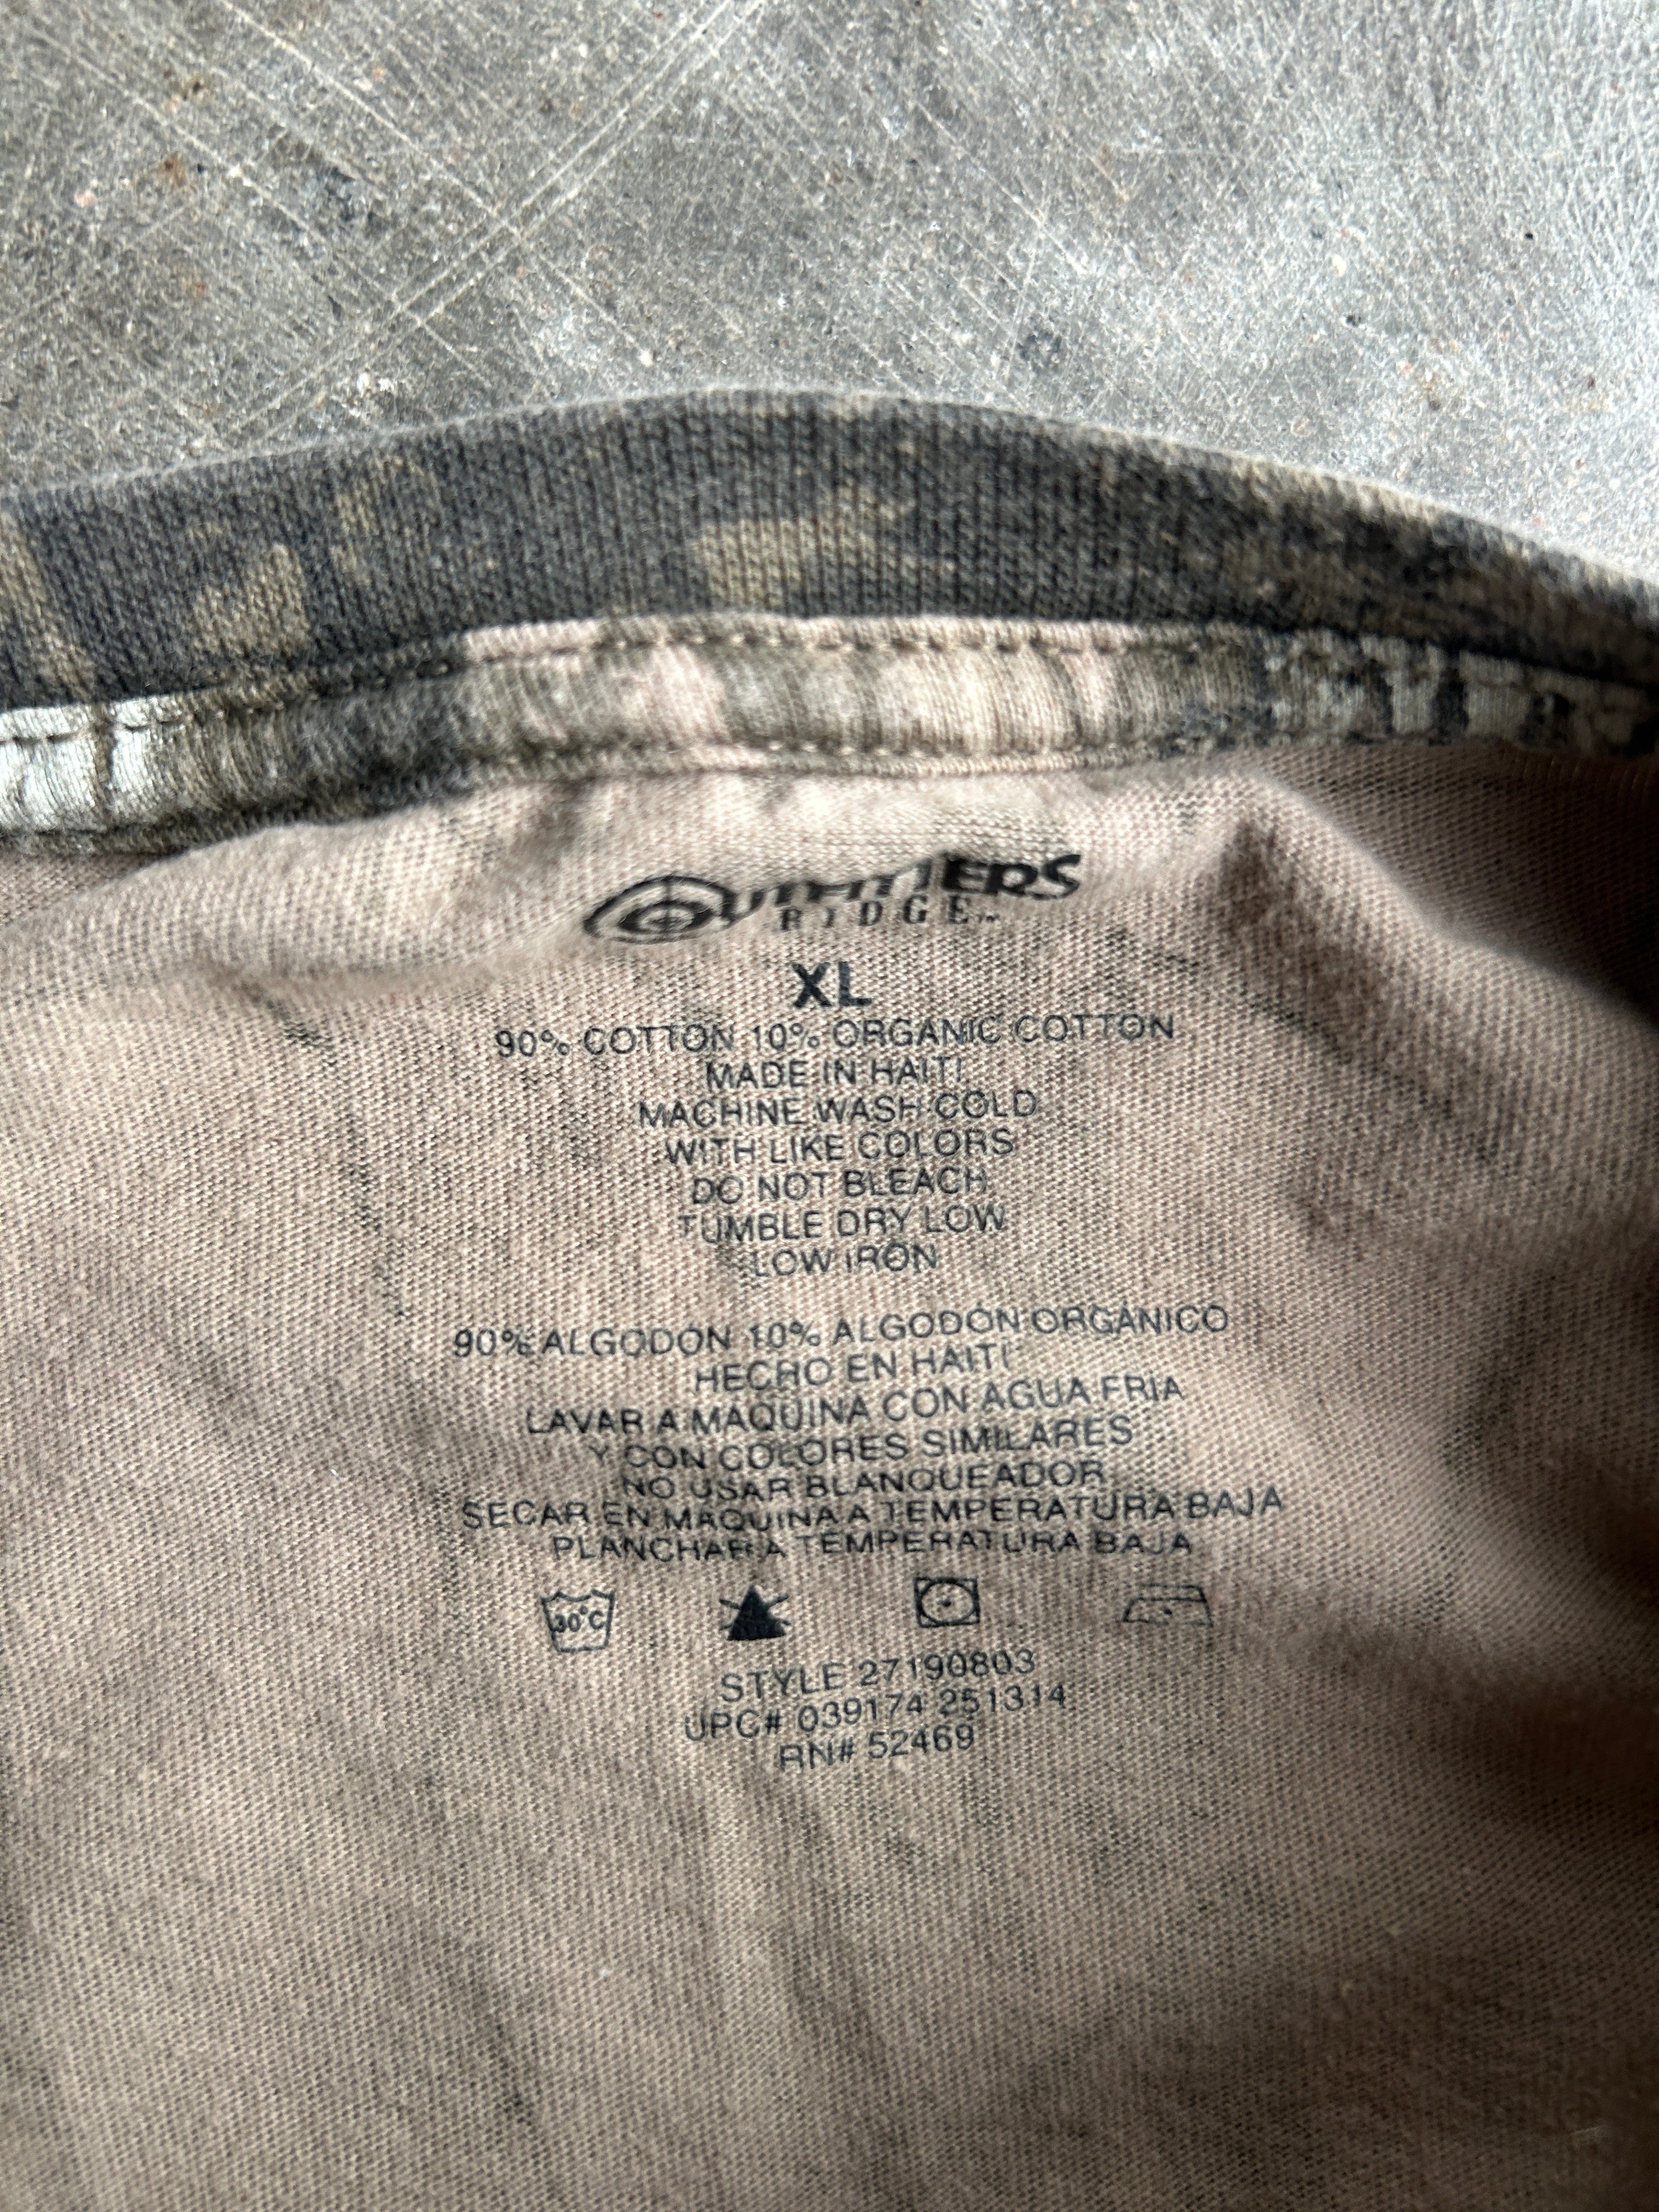 OUTFITTERS
RIDGE™
XL
90% COTTON 10% ORGANIC COTTON
MADE IN HAITI
MACHINE WASH COLD
WITH LIKE COLORS
DO NOT BLEACH
TUMBLE DRY LOW
LOW IRON
90% ALGODÓN 10% ALGODÓN ORGANICO
HECHO EN HAITI
LAVAR A MAQUINA CON AGUA FRIA
Y CON COLORES SIMILARES
NO USAR BLANQUEADOR
SECAR EN MAQUINA A TEMPERATURA BAJA
PLANCHAR A TEMPERATURA BAJA
30°C
STYLE 27190803
UPC# 039174 251314
RN# 52469